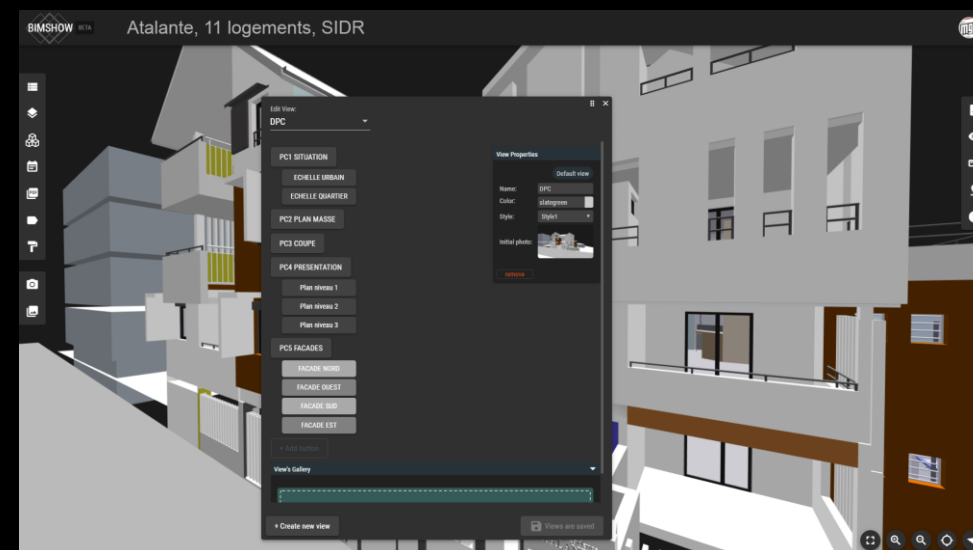 BIMSHOW BETA
Atalante, 11 logements, SIDR
Edit View:
DPC
PC1 SITUATION
ECHELLE URBAIN
ECHELLE QUARTIER
PC2 PLAN MASSE
PC3 COUPE
PC4 PRESENTATION
Plan niveau 1
Plan niveau 2
Plan niveau 3
PC5 FACADES
FACADE NORD
FACADE OUEST
FACADE SUD
FACADE EST
+ Add button
View Properties
Default view
Name: DPC
Color: slategreen
Style: Style1
Initial photo:
remove
View's Gallery
+ Create new view
Views are saved